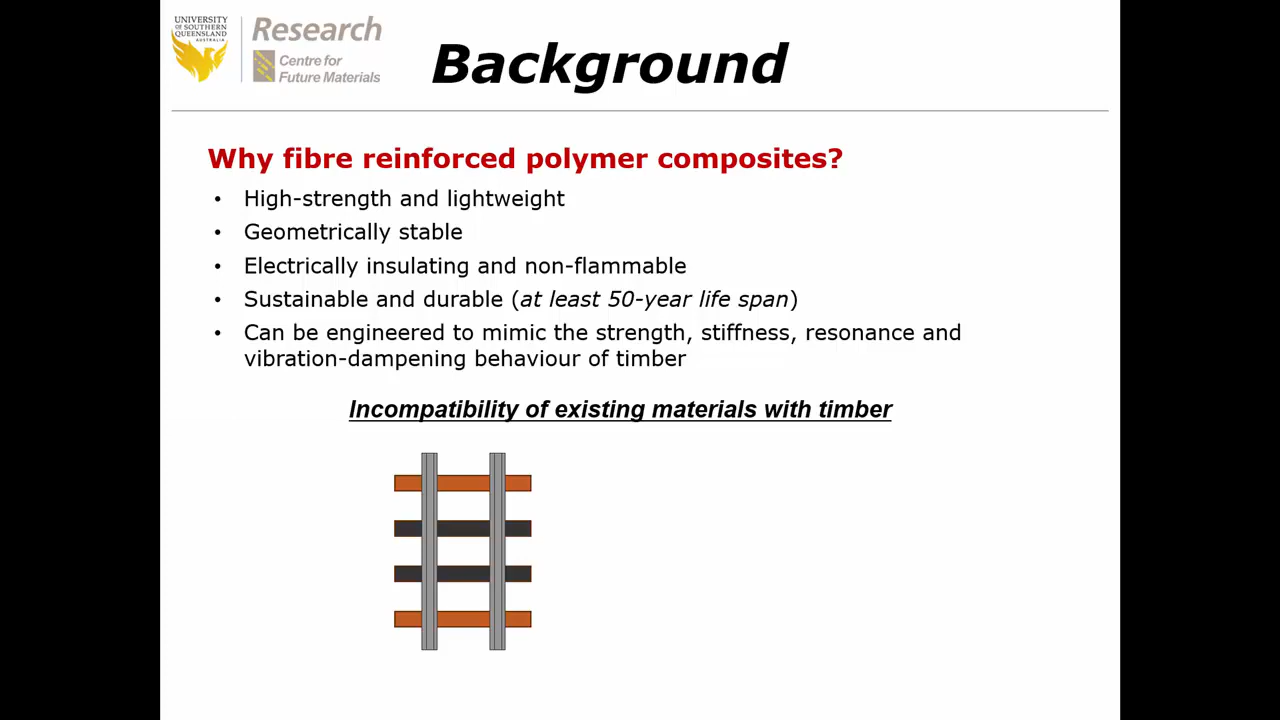 UNIVERSITY
OF SOUTHERN
QUEENSLAND
AUSTRALIA
Research
Centre for
Future Materials
Background
Why fibre reinforced polymer composites?
• High-strength and lightweight
• Geometrically stable
• Electrically insulating and non-flammable
• Sustainable and durable (at least 50-year life span)
• Can be engineered to mimic the strength, stiffness, resonance and
vibration-dampening behaviour of timber
Incompatibility of existing materials with timber